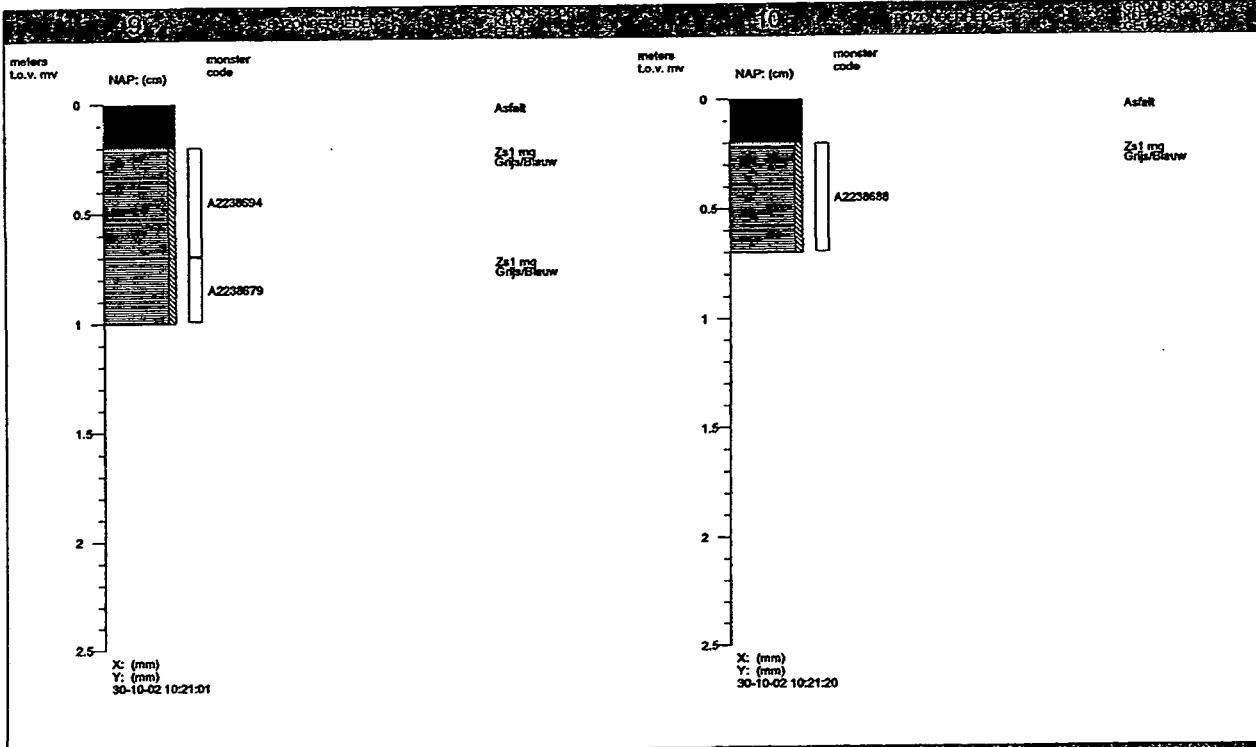 9
10
meters
t.o.v. mv
NAP: (cm)
monster
code
0
0.5
1
1.5
2
2.5
A2238694
A2238679
Asfalt
Zs1 mg
Grijs/Blauw
Zs1 mg
Grijs/Blauw
X: (mm)
Y: (mm)
30-10-02 10:21:01
meters
t.o.v. mv
NAP: (cm)
monster
code
0
0.5
1
1.5
2
2.5
A2238688
Asfalt
Zs1 mg
Grijs/Blauw
X: (mm)
Y: (mm)
30-10-02 10:21:20